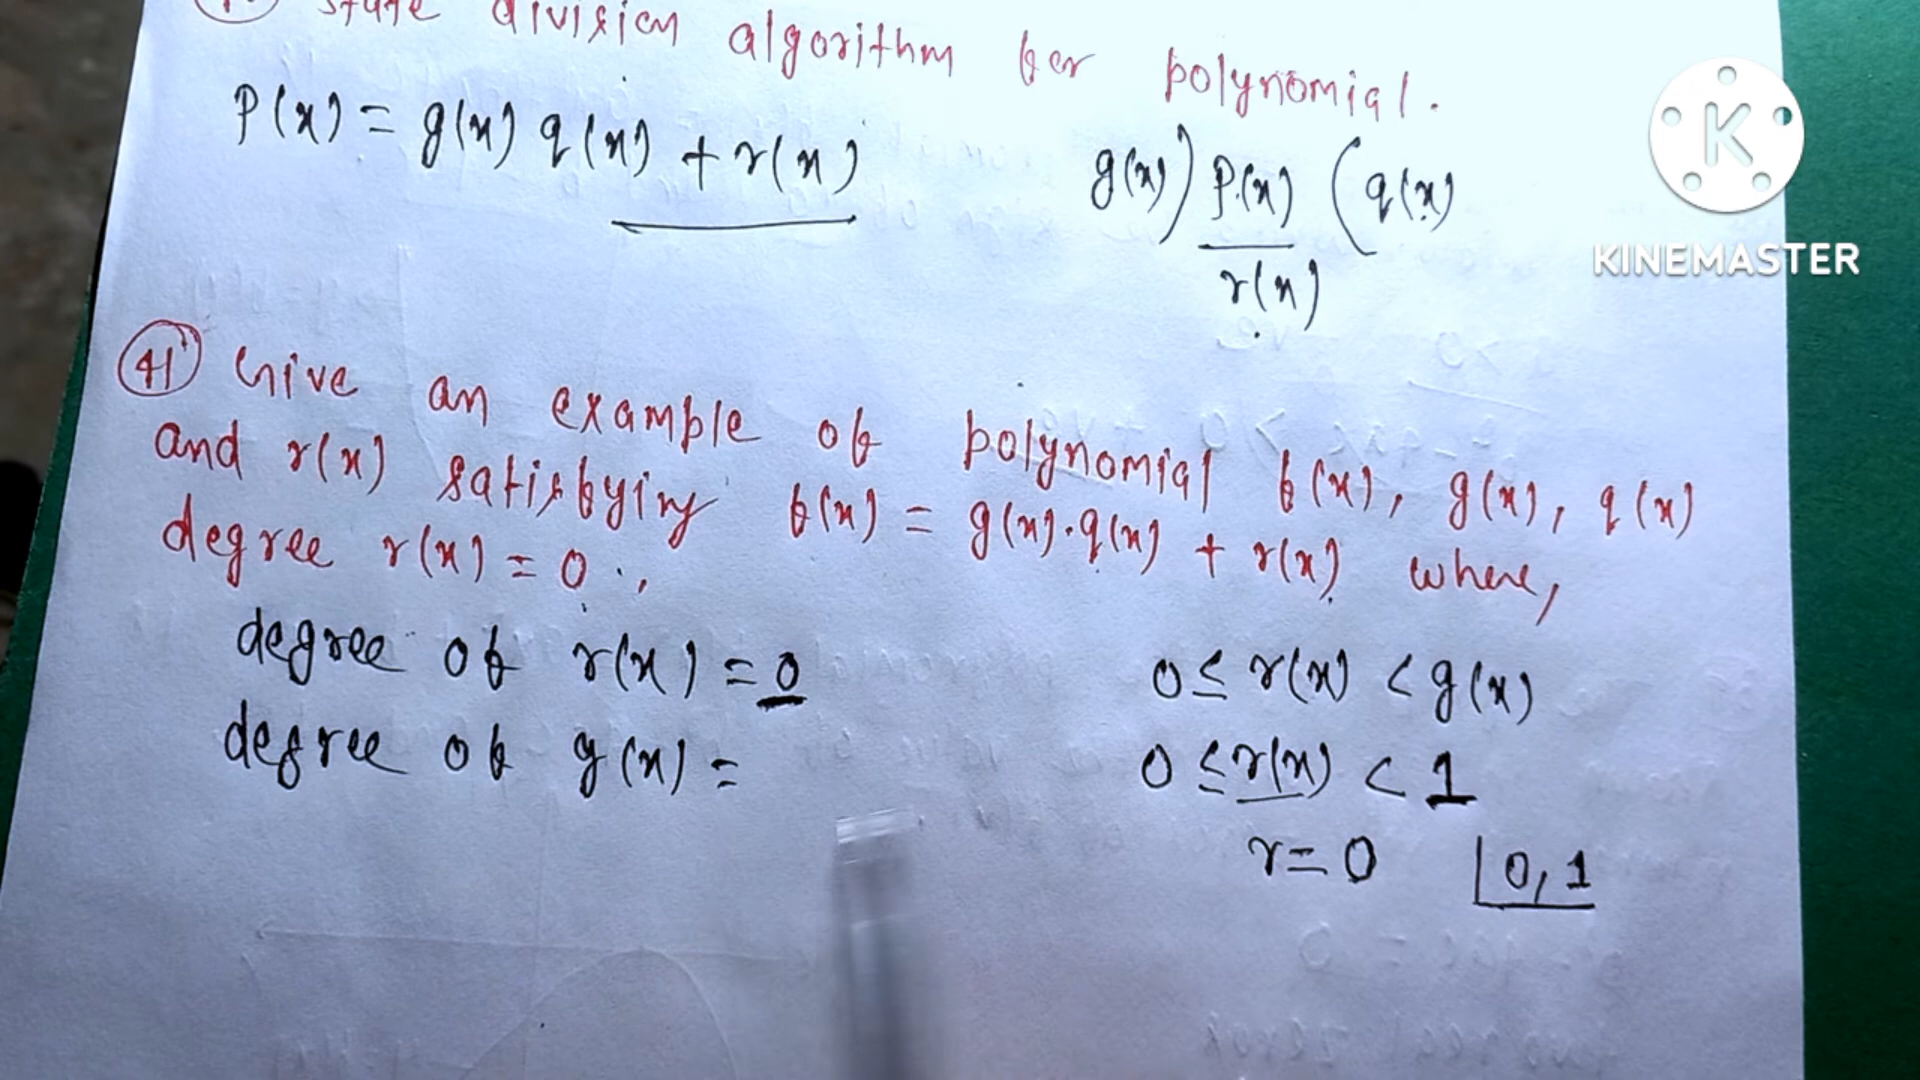 state division algorithm for polynomial.
P(x) = g(x) q(x) + r(x)
g(x)) P(x) (q(x)
r(x)
KINEMASTER
41 Give an example of polynomial f(x), g(x), q(x)
and r(x) satisfying f(x) = g(x).q(x) + r(x) where,
degree r(x) = 0.
degree of r(x) = 0
0 ≤ r(x) < g(x)
degree of g(x) =
0 ≤ r(x) < 1
r = 0 0, 1